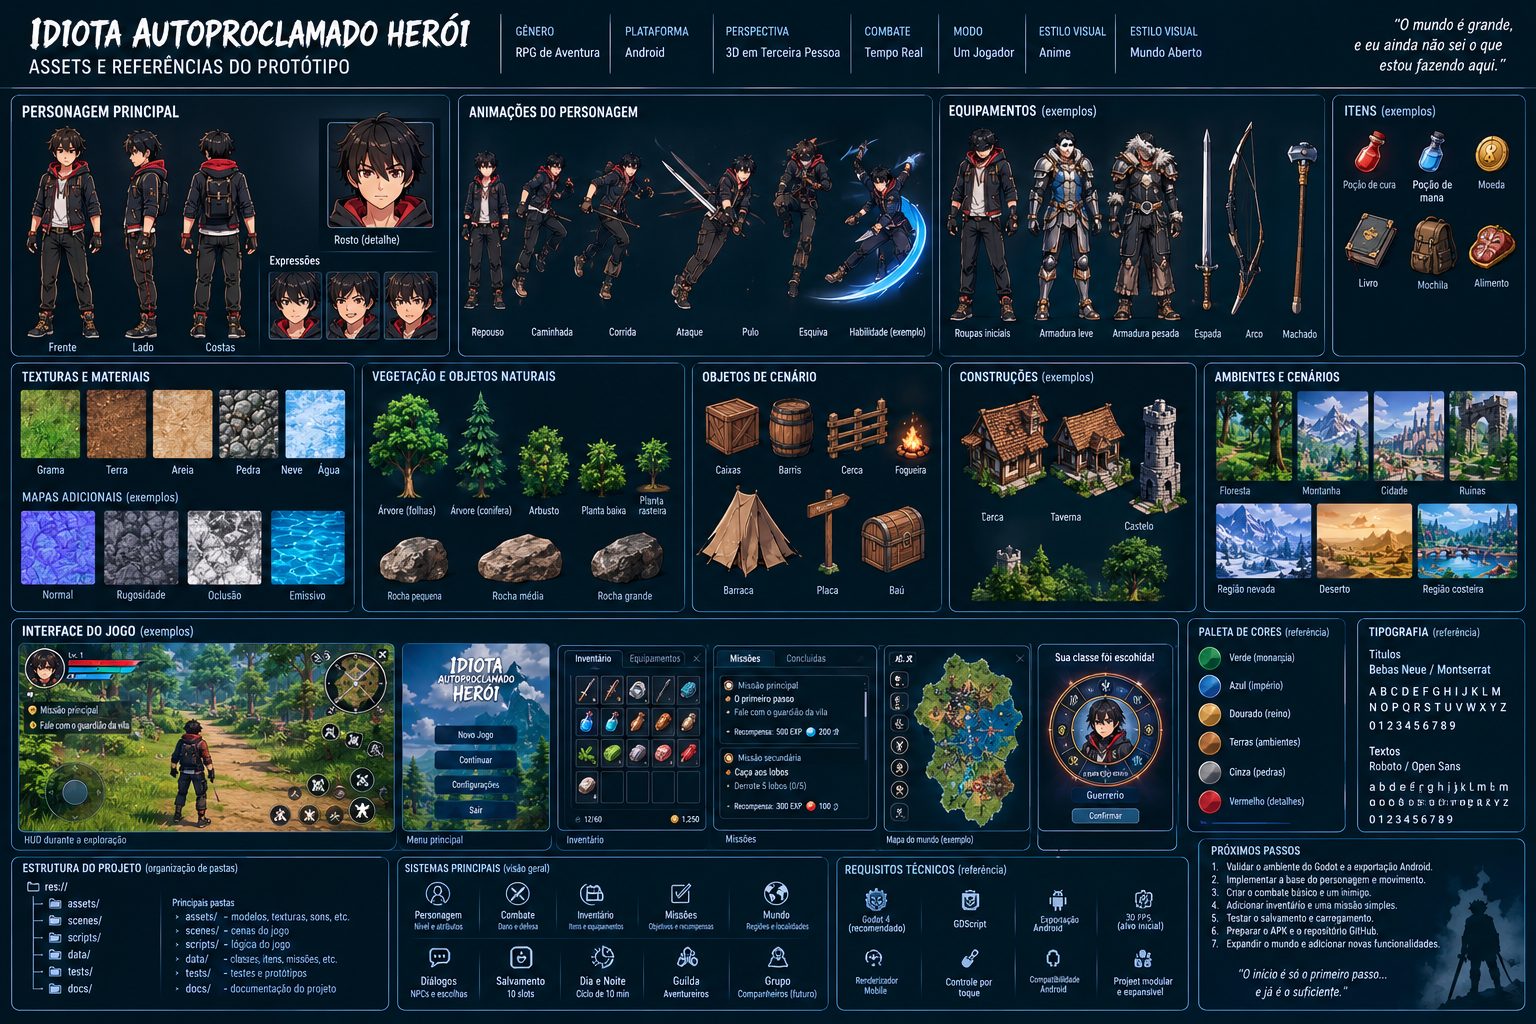 IDIOTA AUTOPROCLAMADO HERÓI
ASSETS E REFERÊNCIAS DO PROTÓTIPO
GÊNERO
RPG de Aventura
PLATAFORMA
Android
PERSPECTIVA
3D em Terceira Pessoa
COMBATE
Tempo Real
MODO
Um Jogador
ESTILO VISUAL
Anime
ESTILO VISUAL
Mundo Aberto
"O mundo é grande,
e eu ainda não sei o que
estou fazendo aqui."
PERSONAGEM PRINCIPAL
Rosto (detalhe)
Expressões
Frente
Lado
Costas
ANIMAÇÕES DO PERSONAGEM
Repouso
Caminhada
Corrida
Ataque
Pulo
Esquiva
Habilidade (exemplo)
EQUIPAMENTOS (exemplos)
Roupas iniciais
Armadura leve
Armadura pesada
Espada
Arco
Machado
ITENS (exemplos)
Poção de cura
Poção de
mana
Moeda
Livro
Mochila
Alimento
TEXTURAS E MATERIAIS
Grama
Terra
Areia
Pedra
Neve
Água
MAPAS ADICIONAIS (exemplos)
Normal
Rugosidade
Oclusão
Emissivo
VEGETAÇÃO E OBJETOS NATURAIS
Árvore (folhas)
Árvore (conifera)
Arbusto
Planta baixa
Planta
rasteira
Rocha pequena
Rocha média
Rocha grande
OBJETOS DE CENÁRIO
Caixas
Barris
Cerca
Fogueira
Barraca
Placa
Baú
CONSTRUÇÕES (exemplos)
Cerca
Taverna
Castelo
AMBIENTES E CENÁRIOS
Floresta
Montanha
Cidade
Ruinas
Região nevada
Deserto
Região costeira
INTERFACE DO JOGO (exemplos)
Lv. 1
Missão principal
Fale com o guardião da vila
HUD durante a exploração
IDIOTA
AUTOPROCLAMADO
HERÓI
Novo Jogo
Continuar
Configurações
Sair
Menu principal
Inventário
Equipamentos
12/60
1,250
Inventário
Missões
Concluidas
Missão principal
O primeiro passo
Fale com o guardião da vila
Recompensa: 500 EXP 200
Missão secundária
Caça aos lobos
Derrote 5 lobos (0/5)
Recompensa: 300 EXP 100
Missões
Mapa do mundo (exemplo)
Sua classe foi escohida!
Guerreiro
Confirmar
PALETA DE CORES (referência)
Verde
Azul (império)
Dourado (reino)
Terras (ambientes)
Cinza (pedras)
Vermelho (detalhes)
TIPOGRAFIA (referência)
Titulos
Bebas Neue / Montserrat
A B C D E F G H I J K L M
N O P Q R S T U V W X Y Z
0 1 2 3 4 5 6 7 8 9
Textos
Roboto / Open Sans
0 1 2 3 4 5 6 7 8 9
ESTRUTURA DO PROJETO (organização de pastas)
res://
assets/
scenes/
scripts/
data/
tests/
docs/
Principais pastas
› assets/ - modelos, texturas, sons, etc.
› scenes/ - cenas do jogo
› scripts/ - lógica do jogo
› data/ - classes, itens, missões, etc.
› tests/ - testes e protótipos
› docs/ - documentação do projeto
SISTEMAS PRINCIPAIS (visão geral)
Personagem
Nível e atributos
Combate
Dano e defesa
Inventário
Itens e equipamentos
Missões
Objetivos e recompensas
Mundo
Regiões e localidades
Diálogos
NPCs e escolhas
Salvamento
10 slots
Dia e Noite
Ciclo de 10 min
Guilda
Aventureiros
Grupo
Companheiros (futuro)
REQUISITOS TÉCNICOS (referência)
Godot 4
(recomendado)
GDScript
Exportação
Android
30 FPS
(alvo inicial)
Renderizador
Mobile
Controle por
toque
Compatibilidade
Android
Project modular
e expansivel
PRÓXIMOS PASSOS
1. Validar o ambiente do Godot e a exportação Android.
2. Implementar a base do personagem e movimento.
3. Criar o combate básico e um inimigo.
4. Adicionar inventário e uma missão simples.
5. Testar o salvamento e carregamento.
6. Preparar o APK e o repositório GitHub.
7. Expandir o mundo e adicionar novas funcionalidades.
"O início é só o primeiro passo...
e já é o suficiente."